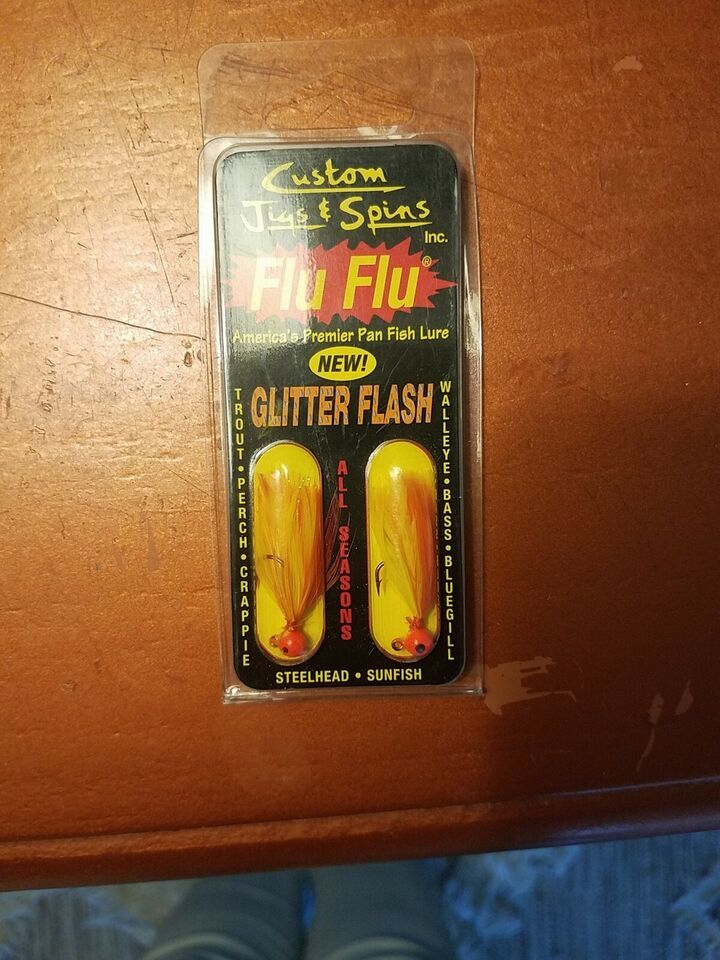 Custom
Jigs & Spins
Inc.
Flu Flu®
America's Premier Pan Fish Lure
NEW!
GLITTER FLASH
TROUT • PERCH • CRAPPIE
ALL SEASONS
WALLEYE • BASS • BLUEGILL
STEELHEAD • SUNFISH